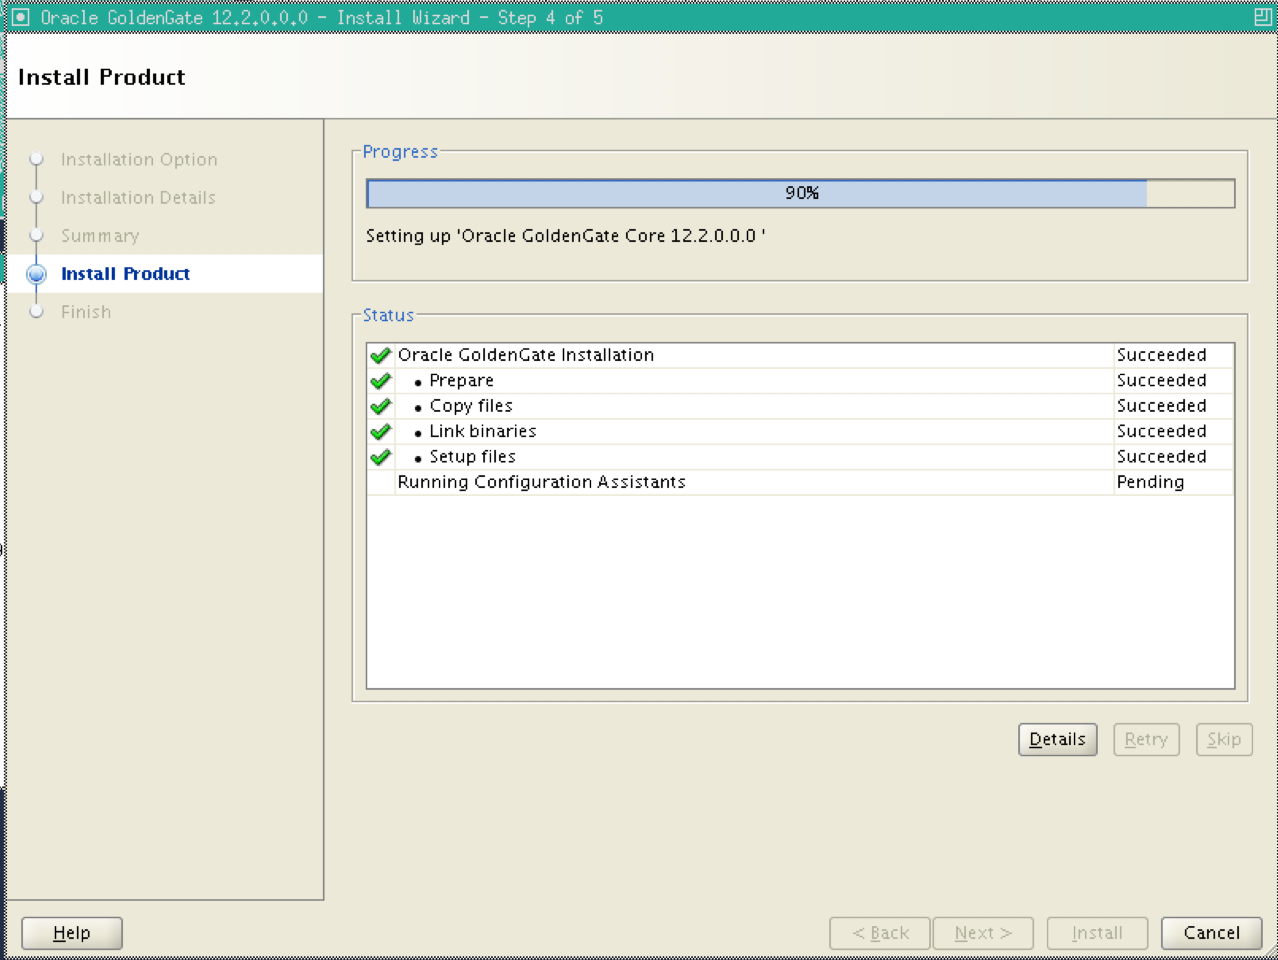 Oracle GoldenGate 12.2.0.0.0 - Install Wizard - Step 4 of 5
Install Product
Installation Option
Installation Details
Summary
Install Product
Finish
Progress
90%
Setting up 'Oracle GoldenGate Core 12.2.0.0.0 '
Status
Oracle GoldenGate Installation Succeeded
• Prepare Succeeded
• Copy files Succeeded
• Link binaries Succeeded
• Setup files Succeeded
Running Configuration Assistants Pending
Details Retry Skip
Help < Back Next > Install Cancel